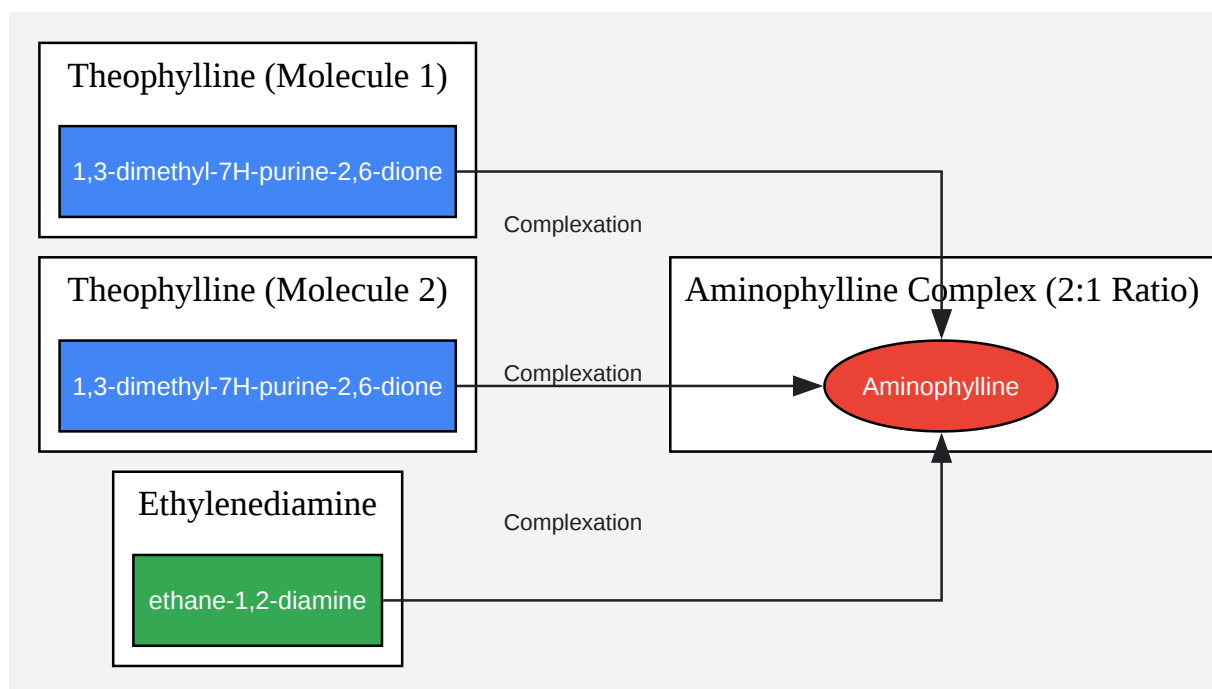 Theophylline (Molecule 1)
1,3-dimethyl-7H-purine-2,6-dione
Complexation
Theophylline (Molecule 2)
1,3-dimethyl-7H-purine-2,6-dione
Complexation
Aminophylline Complex (2:1 Ratio)
Aminophylline
Ethylenediamine
ethane-1,2-diamine
Complexation